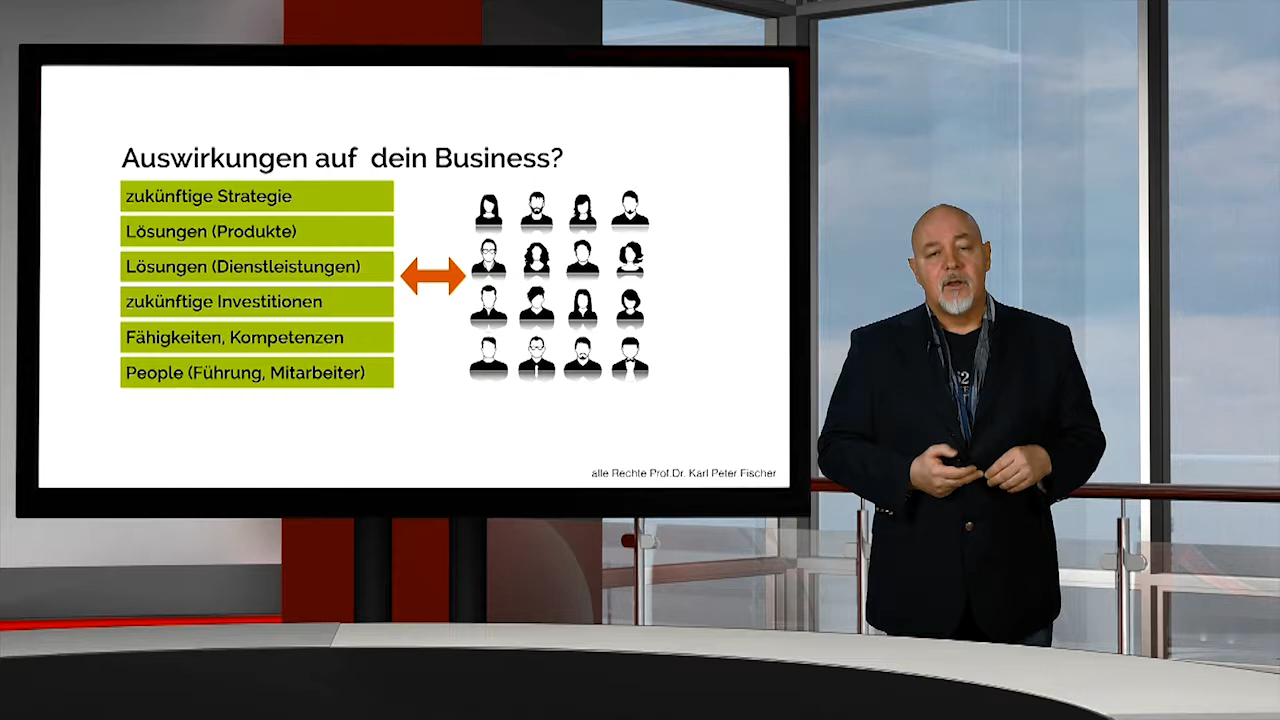 Auswirkungen auf dein Business?
zukünftige Strategie
Lösungen (Produkte)
Lösungen (Dienstleistungen)
zukünftige Investitionen
Fähigkeiten, Kompetenzen
People (Führung, Mitarbeiter)
alle Rechte Prof.Dr. Karl Peter Fischer